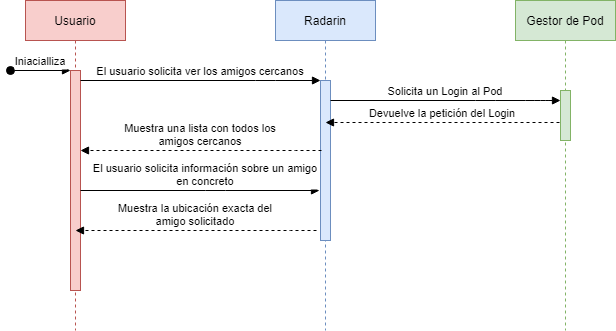 Usuario
Radarin
Gestor de Pod
Iniacialliza
El usuario solicita ver los amigos cercanos
Solicita un Login al Pod
Devuelve la petición del Login
Muestra una lista con todos los
amigos cercanos
El usuario solicita información sobre un amigo
en concreto
Muestra la ubicación exacta del
amigo solicitado